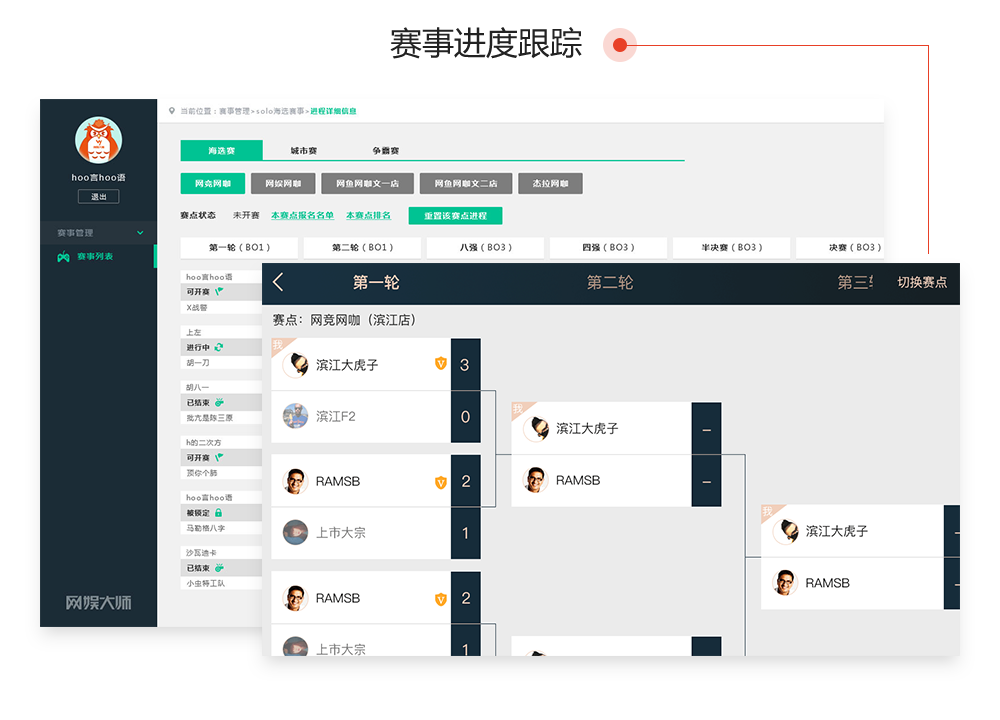 赛事进度跟踪
当前位置：赛事管理>solo海选赛事>进程详细信息
hoo言hoo语
退出
赛事管理
赛事列表
网娱大师
海选赛 城市赛 争霸赛
网竞网咖 网娱网咖 网鱼网咖文一店 网鱼网咖文二店 杰拉网咖
赛点状态 未开赛 本赛点报名名单 本赛点排名 重置该赛点进程
第一轮（BO1） 第二轮（BO1） 八强（BO3） 四强（BO3） 半决赛（BO3） 决赛（BO3）
hoo言hoo语
可开赛
X战警
上左
进行中
胡一刀
胡八一
已结束
批亢是陈三原
h的二次方
可开赛
顶你个肺
hoo言hoo语
被锁定
马勒格八字
沙瓦迪卡
已结束
小虫特工队
第一轮 第二轮 第三 切换赛点
赛点：网竞网咖（滨江店）
我
滨江大虎子 V 3
滨江F2 0
RAMSB V 2
上市大宗 1
RAMSB V 2
上市大宗 1
我
滨江大虎子 –
RAMSB –
我
滨江大虎子 –
RAMSB –